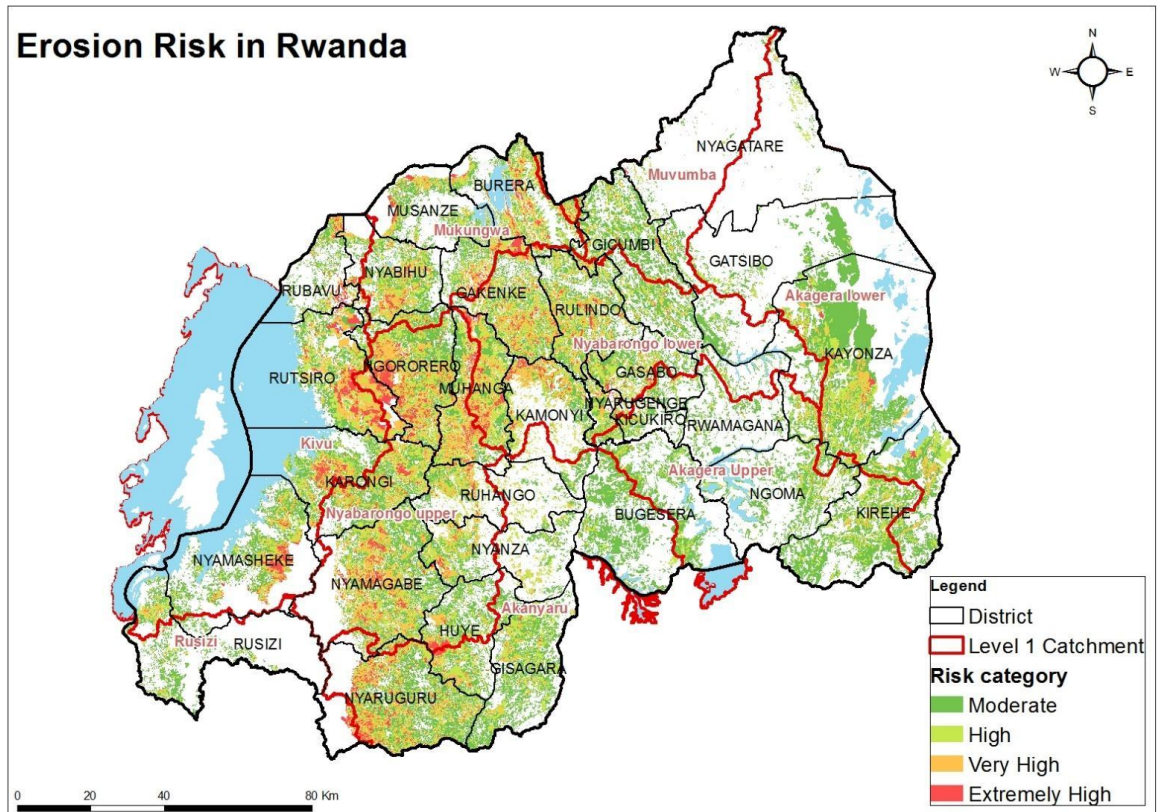 Erosion Risk in Rwanda
N
W
E
S
NYAGATARE
Muvumba
BURERA
MUSANZE
Mukungwa
GICUMBI
NYABIHU
GATSIBO
RUBAVU
GAKENKE
RULINDO
Akagera lower
Nyabarongo lower
KAYONZA
NGORORERO
GASABO
RUTSIRO
MUHANGA
NYARUGENGE
KAMONYI
KICUKIRO
RWAMAGANA
Kivu
Akagera Upper
KARONGI
RUHANGO
NGOMA
Nyabarongo upper
BUGESERA
KIREHE
NYANZA
NYAMASHEKE
NYAMAGABE
Akanyaru
HUYE
Rusizi
RUSIZI
GISAGARA
NYARUGURU
Legend
District
Level 1 Catchment
Risk category
Moderate
High
Very High
Extremely High
0 20 40 80 Km